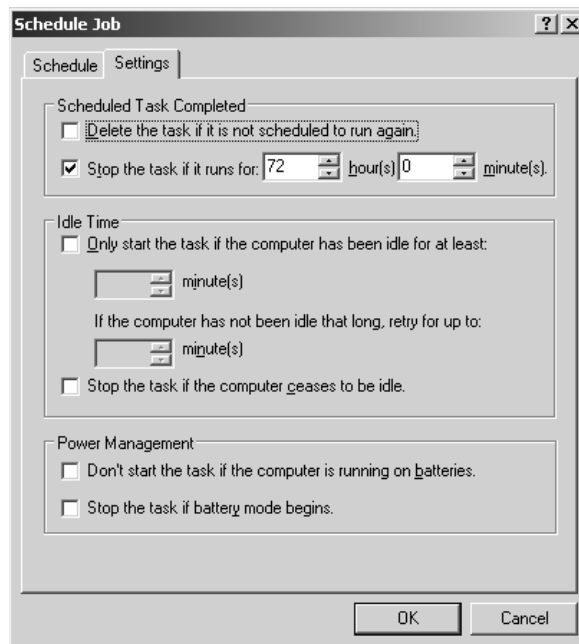 Schedule Job
Schedule Settings
Scheduled Task Completed
Delete the task if it is not scheduled to run again.
Stop the task if it runs for: 72 hour(s) 0 minute(s).
Idle Time
Only start the task if the computer has been idle for at least:
minute(s)
If the computer has not been idle that long, retry for up to:
minute(s)
Stop the task if the computer ceases to be idle.
Power Management
Don't start the task if the computer is running on batteries.
Stop the task if battery mode begins.
OK Cancel